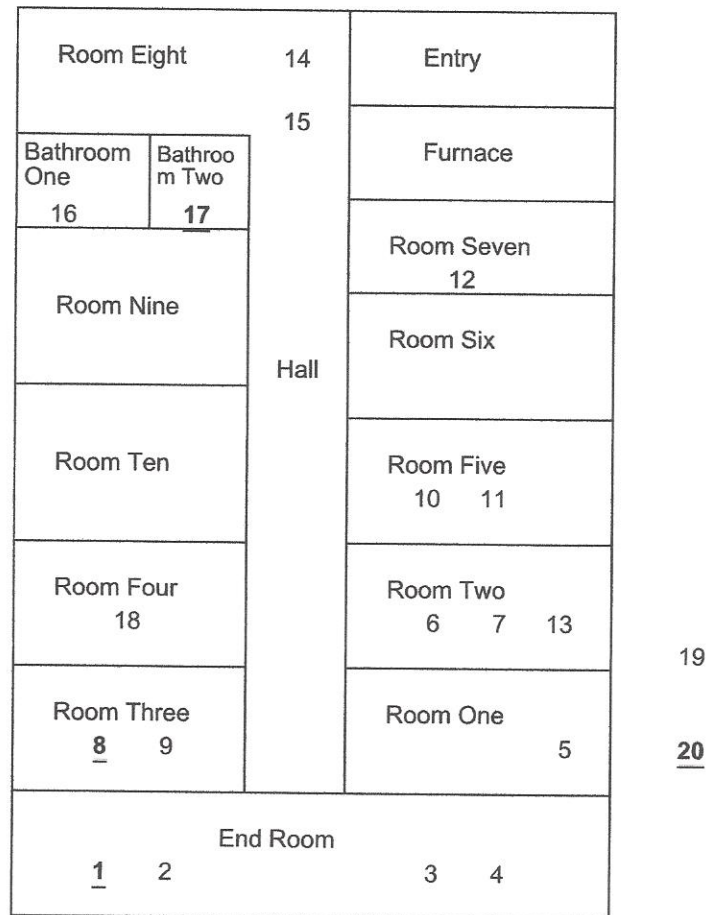 Room Eight 14 Entry
15
Bathroom One
Bathroo m Two
Furnace
16 17
Room Seven
12
Room Nine
Room Six
Hall
Room Ten
Room Five
10 11
Room Four
18
Room Two
6 7 13
19
Room Three
8 9
Room One
5
20
End Room
1 2 3 4